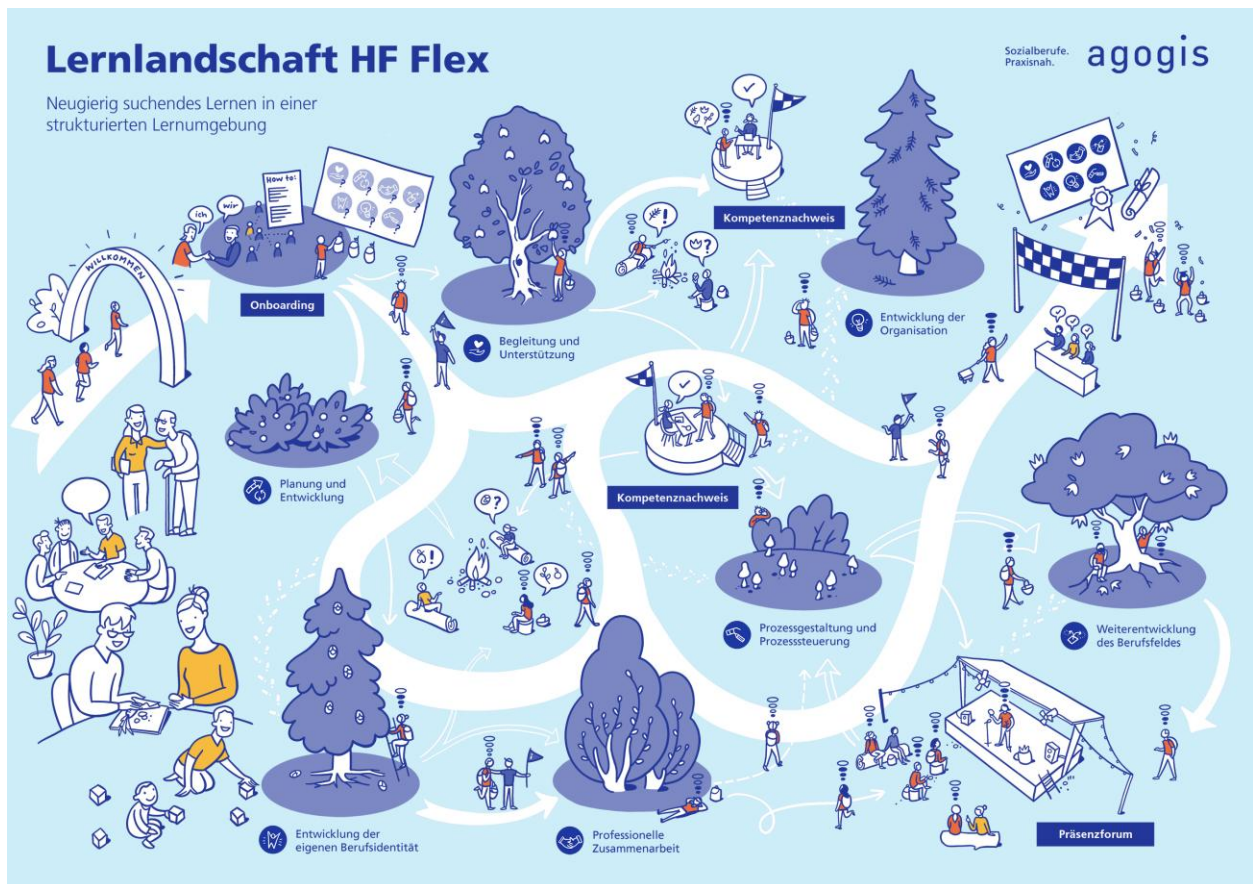 Lernlandschaft HF Flex
Neugierig suchendes Lernen in einer
strukturierten Lernumgebung
Sozialberufe.
Praxisnah.
agogis
How to:
ich
wir
WILLKOMMEN
Onboarding
Kompetenznachweis
Begleitung und
Unterstützung
Entwicklung der
Organisation
Planung und
Entwicklung
Kompetenznachweis
Prozessgestaltung und
Prozesssteuerung
Weiterentwicklung
des Berufsfeldes
Entwicklung der
eigenen Berufsidentität
Professionelle
Zusammenarbeit
Präsenzforum